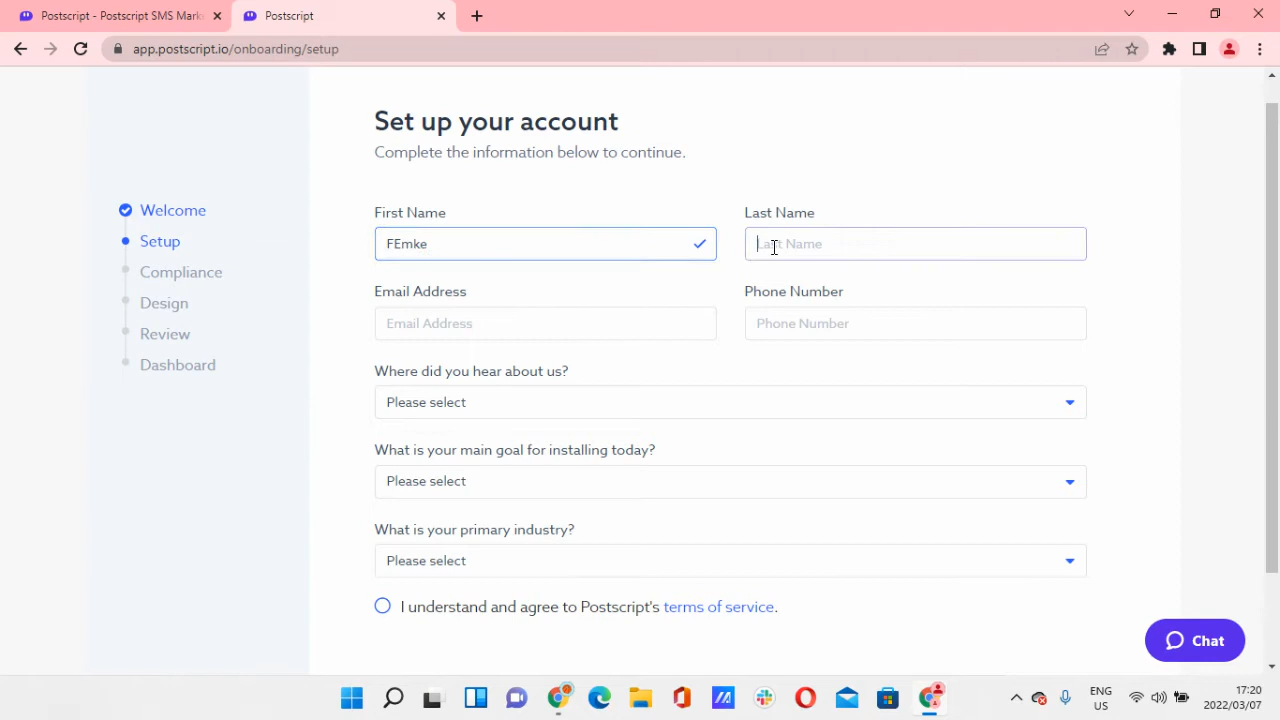 Postscript - Postscript SMS Mark
Postscript
app.postscript.io/onboarding/setup
Set up your account
Complete the information below to continue.
Welcome
Setup
Compliance
Design
Review
Dashboard
First Name
Last Name
FEmke
Last Name
Email Address
Phone Number
Email Address
Phone Number
Where did you hear about us?
Please select
What is your main goal for installing today?
Please select
What is your primary industry?
Please select
I understand and agree to Postscript's terms of service.
Chat
ENG
US
17:20
2022/03/07